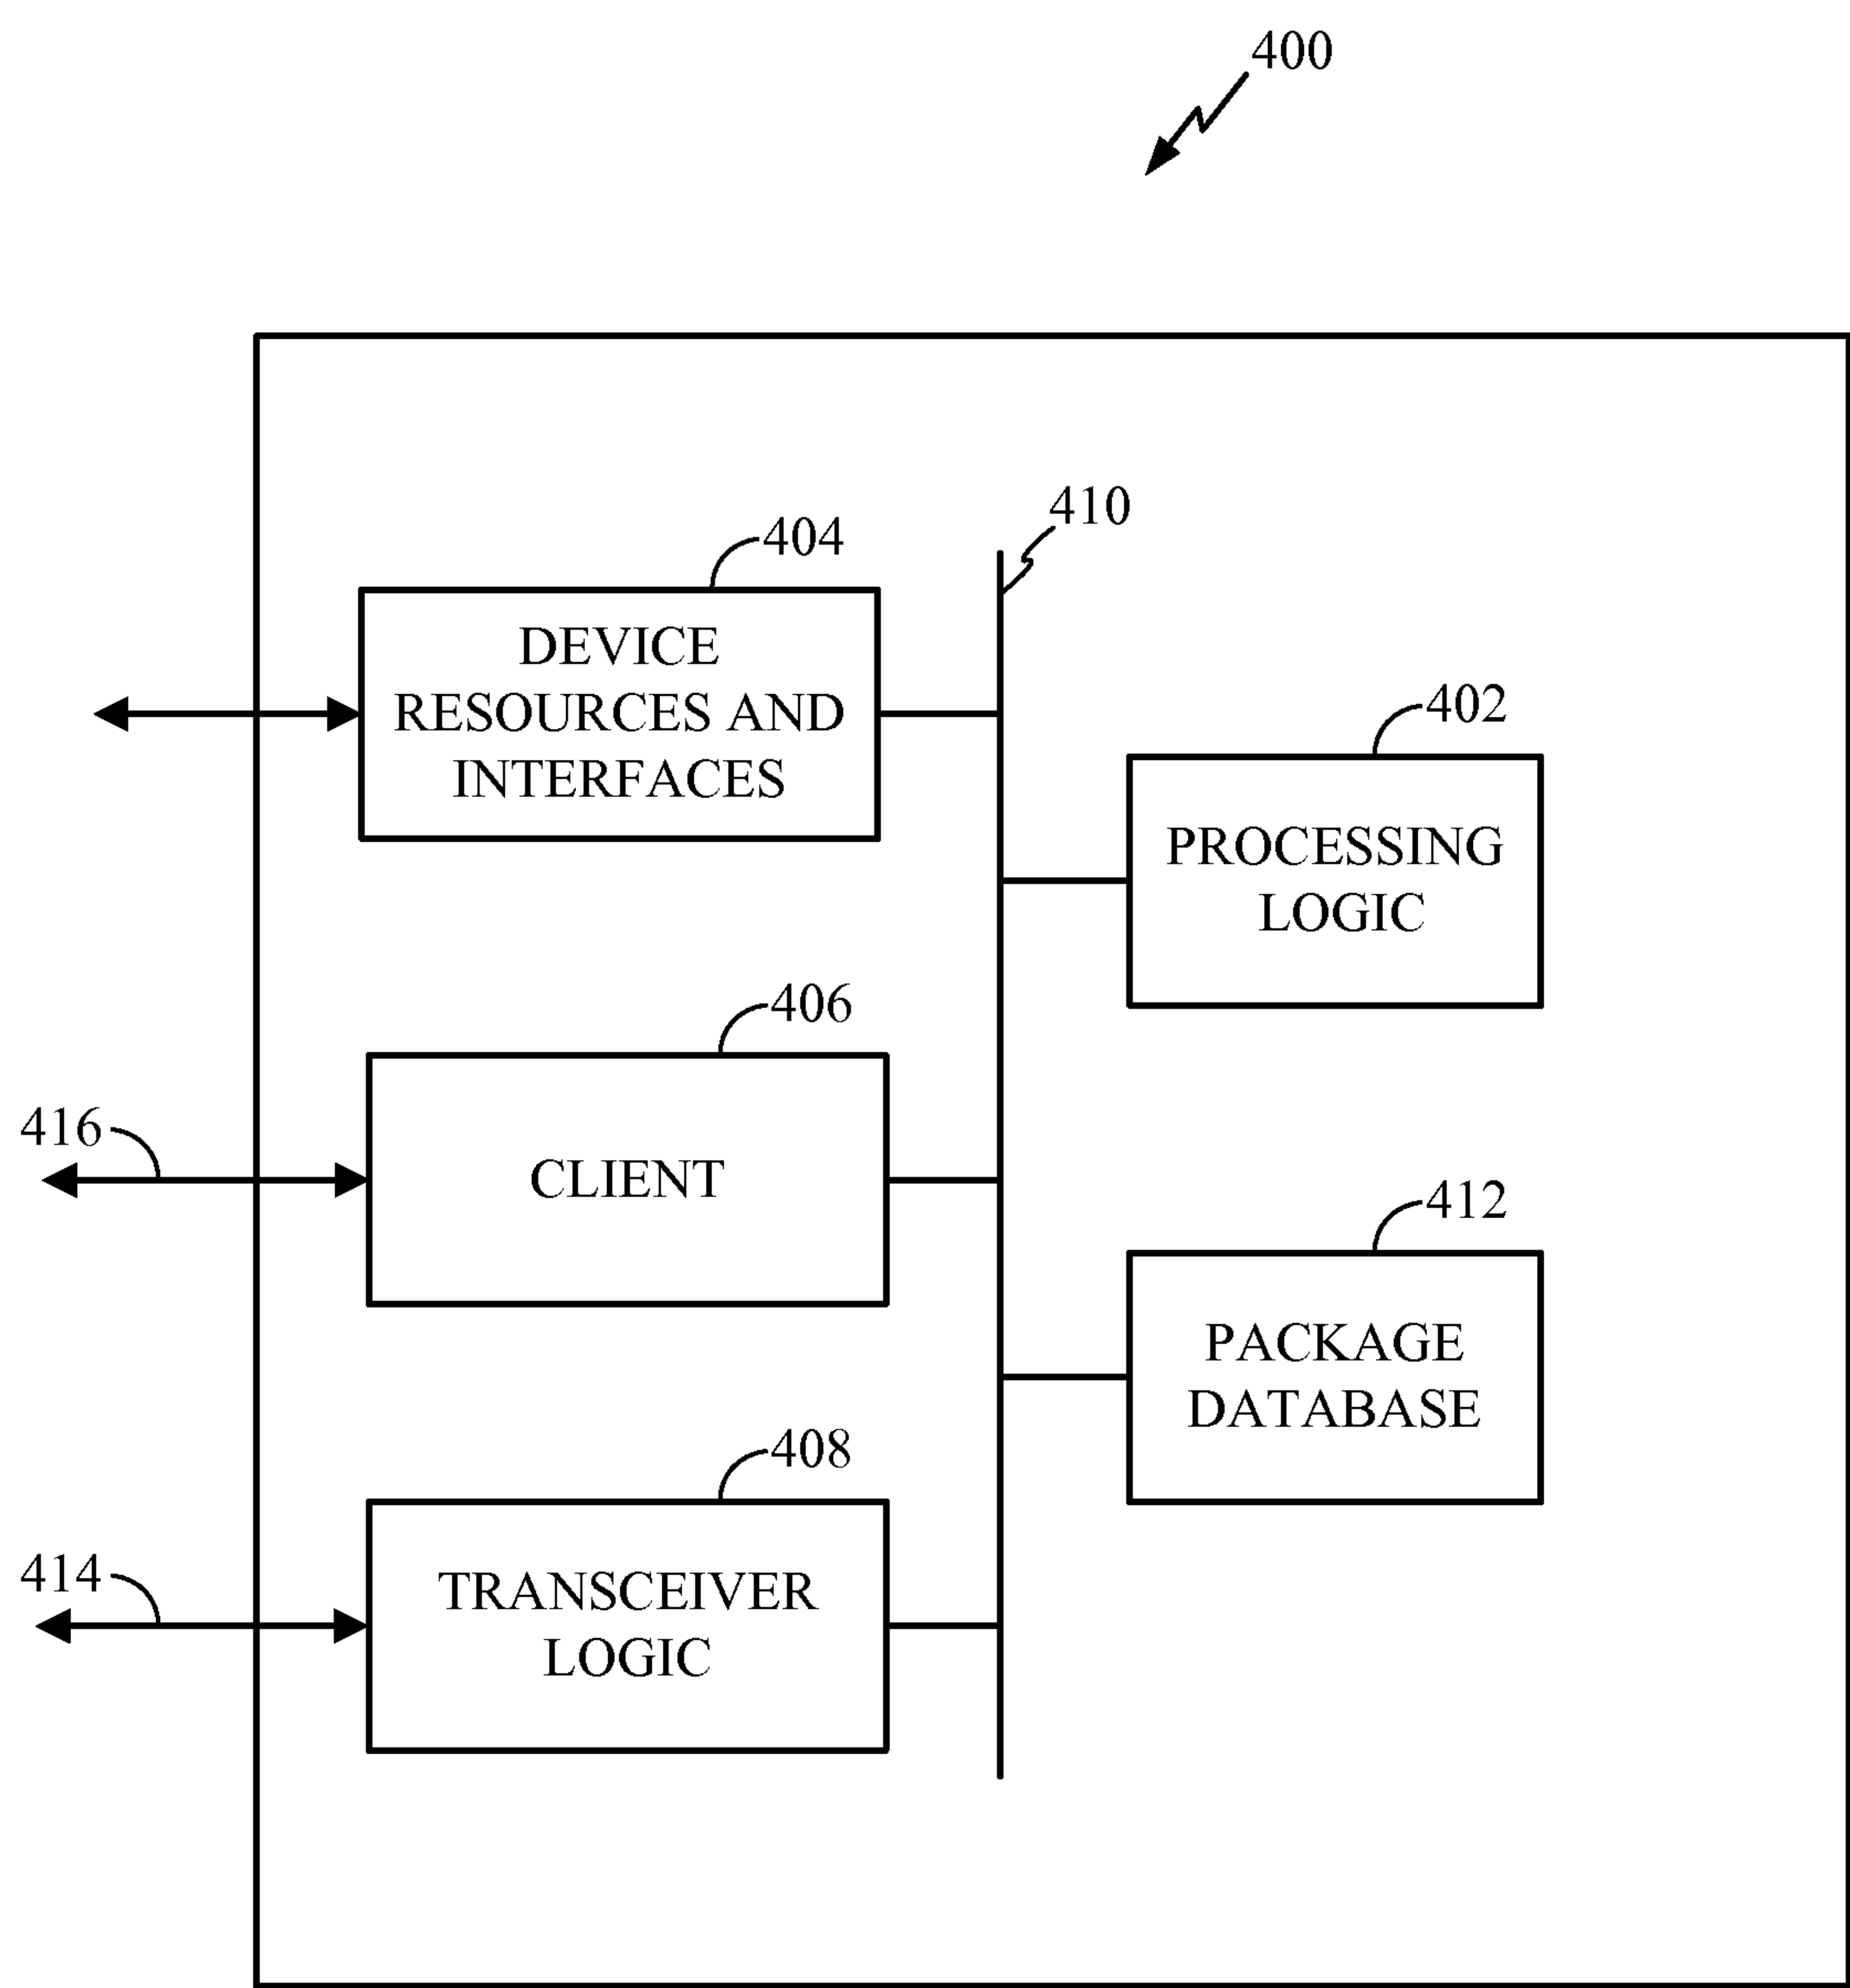 400
410
404
DEVICE
RESOURCES AND
INTERFACES
402
PROCESSING
LOGIC
406
416
CLIENT
412
PACKAGE
DATABASE
408
414
TRANSCEIVER
LOGIC